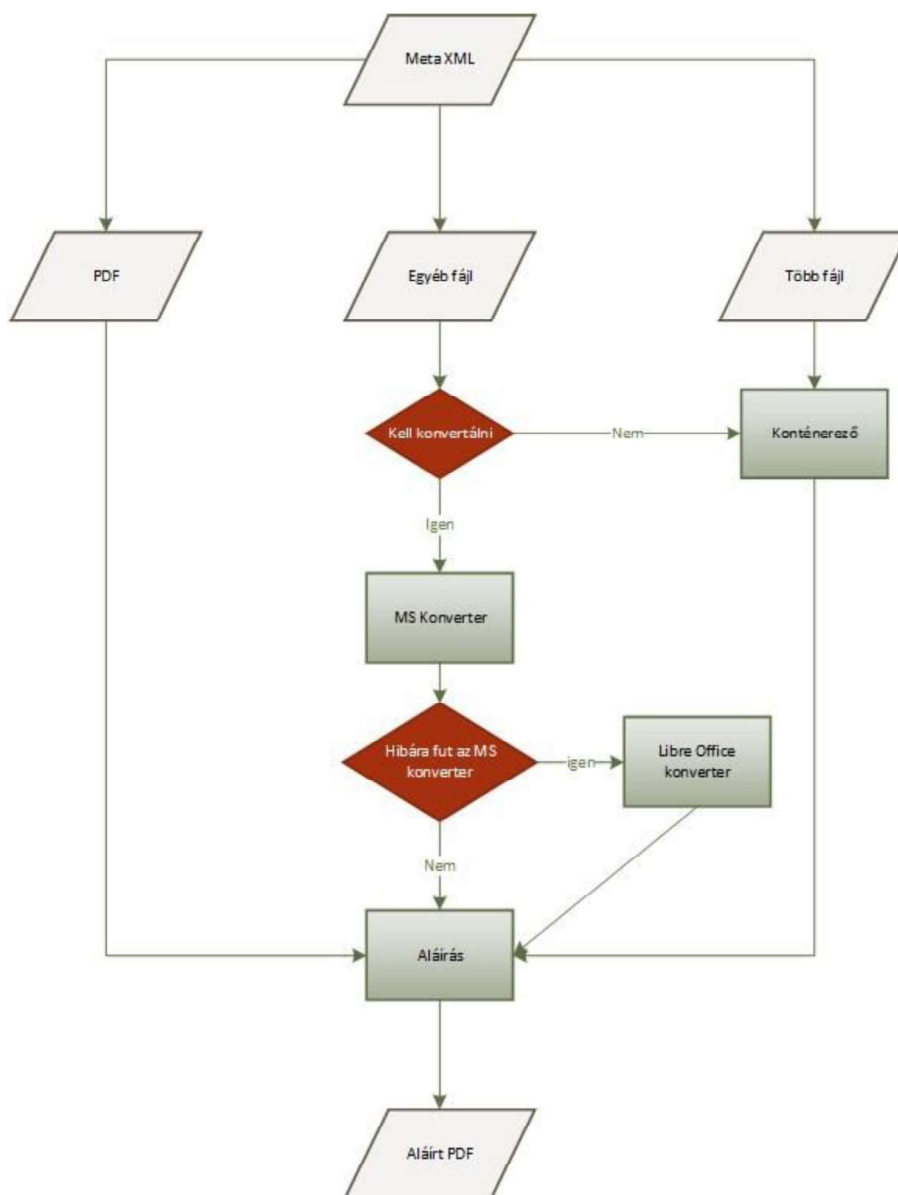 Meta XML
PDF
Egyéb fájl
Több fájl
Kell konvertálni
Nem
Konténerező
Igen
MS Konverter
Hibára fut az MS
konverter
igen
Libre Office
konverter
Nem
Aláírás
Aláírt PDF